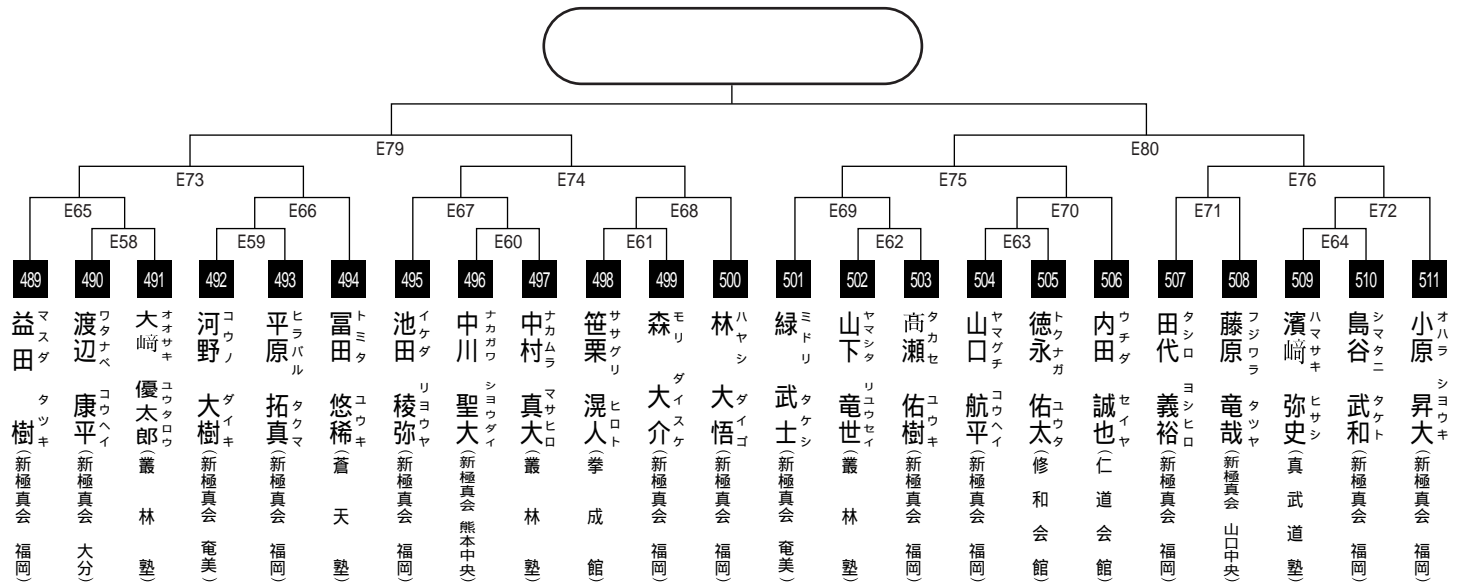 E79
E80
E73
E74
E75
E76
E65
E66
E67
E68
E69
E70
E71
E72
E58
E59
E60
E61
E62
E63
E64
489
490
491
492
493
494
495
496
497
498
499
500
501
502
503
504
505
506
507
508
509
510
511
益田 樹 マスダ タツキ (新極真会 福岡)
渡辺 康平 ワタナベ コウヘイ (新極真会 大分)
大﨑 優太郎 オオサキ ユウタロウ (叢林塾)
河野 大樹 コウノ ダイキ (新極真会 奄美)
平原 拓真 ヒラバル タクマ (新極真会 福岡)
冨田 悠稀 トミタ ユウキ (蒼天塾)
池田 稜弥 イケダ リヨウヤ (新極真会 福岡)
中川 聖大 ナカガワ シヨウダイ (新極真会 熊本中央)
中村 真大 ナカムラ マサヒロ (叢林塾)
笹栗 滉人 ササグリ ヒロト (拳成館)
森 大介 モリ ダイスケ (新極真会 福岡)
林 大悟 ハヤシ ダイゴ (新極真会 福岡)
緑 武士 ミドリ タケシ (新極真会 奄美)
山下 竜世 ヤマシタ リユウセイ (叢林塾)
髙瀬 佑樹 タカセ ユウキ (新極真会 福岡)
山口 航平 ヤマグチ コウヘイ (新極真会 福岡)
徳永 佑太 トクナガ ユウタ (修和会館)
内田 誠也 ウチダ セイヤ (仁道会館)
田代 義裕 タシロ ヨシヒロ (新極真会 福岡)
藤原 竜哉 フジワラ タツヤ (新極真会 山口中央)
濱﨑 弥史 ハマサキ ヒサシ (真武道塾)
島谷 武和 シマタニ タケト (新極真会 福岡)
小原 昇大 オハラ シヨウキ (新極真会 福岡)